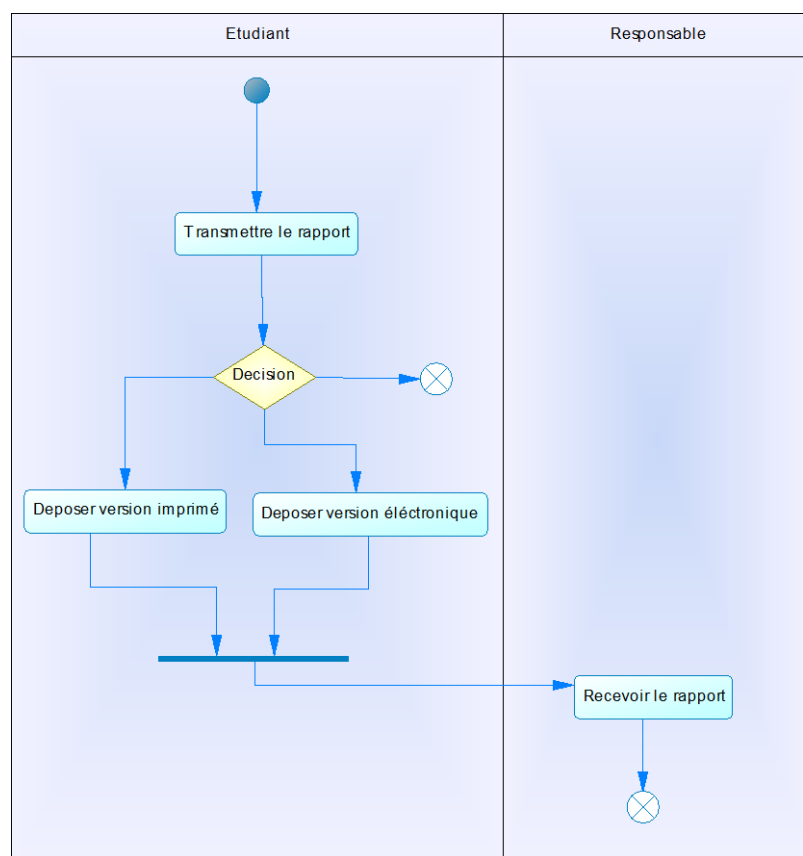 Etudiant
Responsable
Transmettre le rapport
Decision
Deposer version imprimé
Deposer version éléctronique
Recevoir le rapport